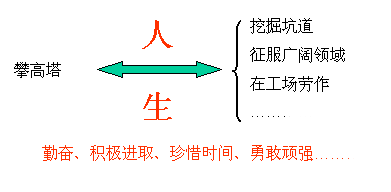 攀高塔
人
生
挖掘坑道
征服广阔领域
在工场劳作
.......
勤奋、积极进取、珍惜时间、勇敢顽强.......